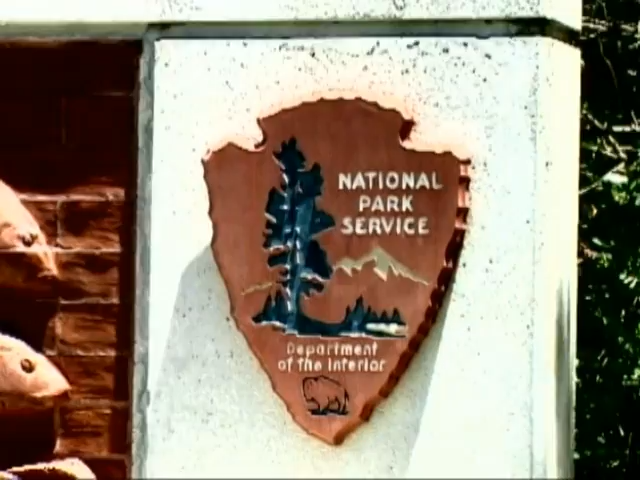 NATIONAL
PARK
SERVICE
Department
of the Interior